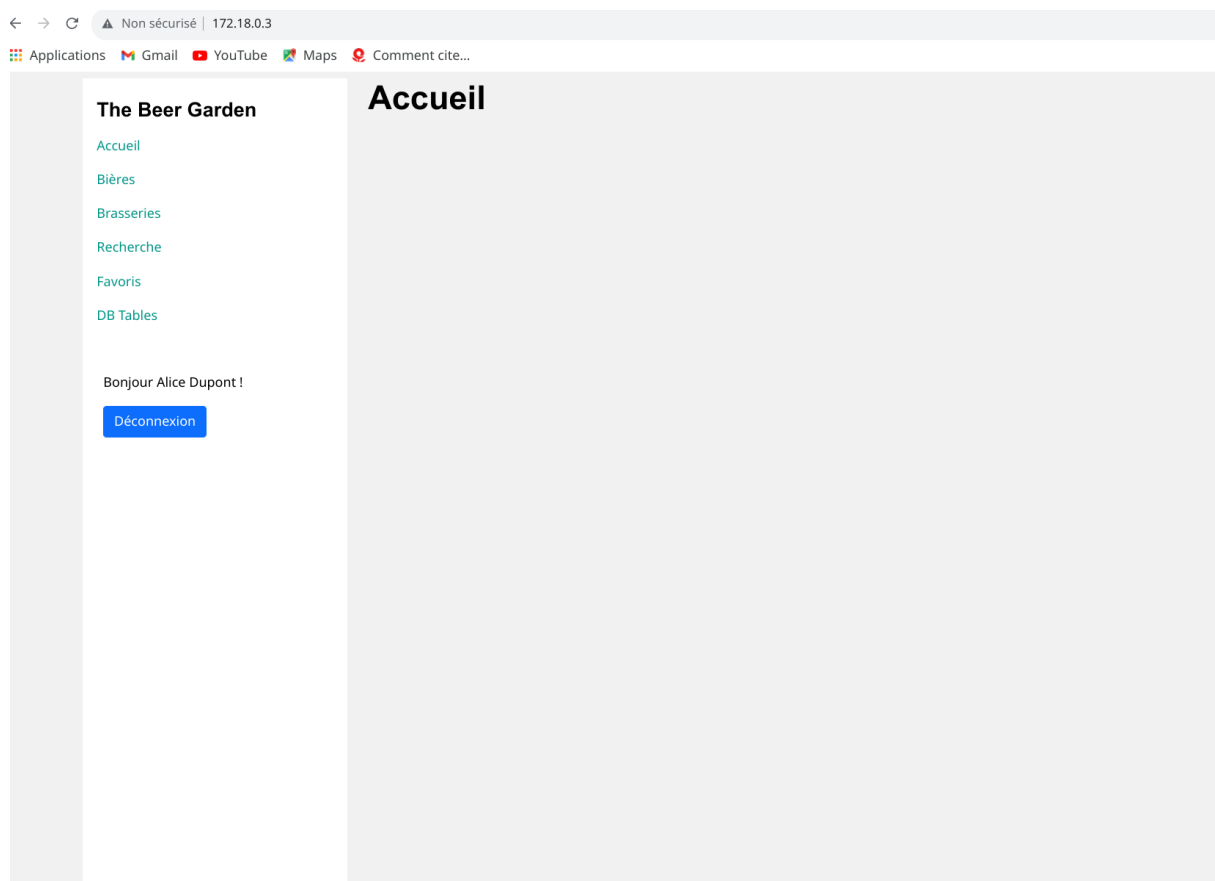 Non sécurisé | 172.18.0.3
Applications Gmail YouTube Maps Comment cite...
The Beer Garden
Accueil
Accueil
Bières
Brasseries
Recherche
Favoris
DB Tables
Bonjour Alice Dupont !
Déconnexion